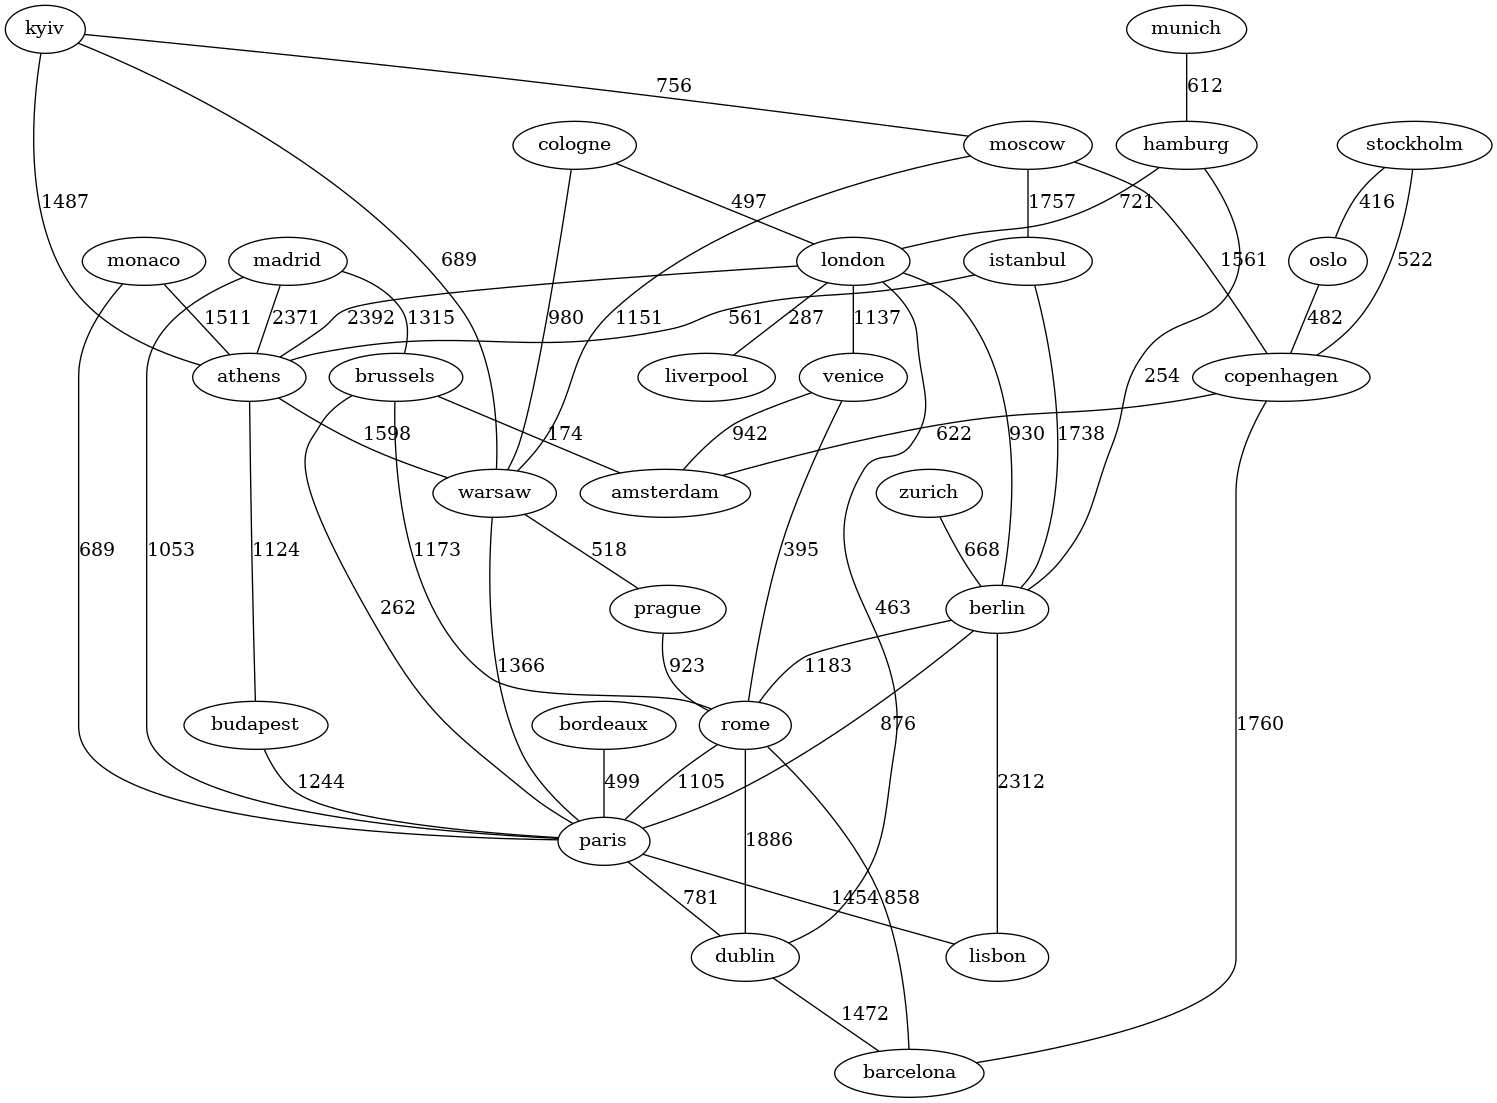 kyiv munich
756 612
cologne moscow hamburg stockholm
1487 497 1757 721 416
monaco madrid 689 london istanbul 1561 oslo 522
1511 2371 2392 1315 980 1151 561 287 1137 482
athens brussels liverpool venice 254 copenhagen
1598 174 942 622 930 1738
warsaw amsterdam zurich
689 1124 1053 1173 518 395 668
262 prague 463 berlin
1366 923 1183
budapest bordeaux rome 876 1760
1244 499 1105 2312
paris 1886
781 1454 858
dublin lisbon
1472
barcelona